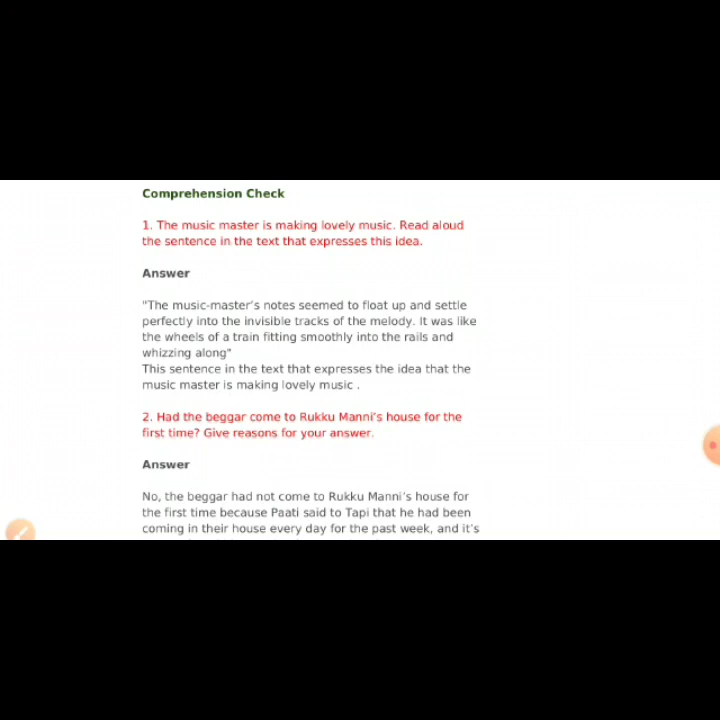 Comprehension Check
1. The music master is making lovely music. Read aloud
the sentence in the text that expresses this idea.
Answer
"The music-master's notes seemed to float up and settle
perfectly into the invisible tracks of the melody. It was like
the wheels of a train fitting smoothly into the rails and
whizzing along"
This sentence in the text that expresses the idea that the
music master is making lovely music .
2. Had the beggar come to Rukku Manni's house for the
first time? Give reasons for your answer.
Answer
No, the beggar had not come to Rukku Manni's house for
the first time because Paati said to Tapi that he had been
coming in their house every day for the past week, and it's